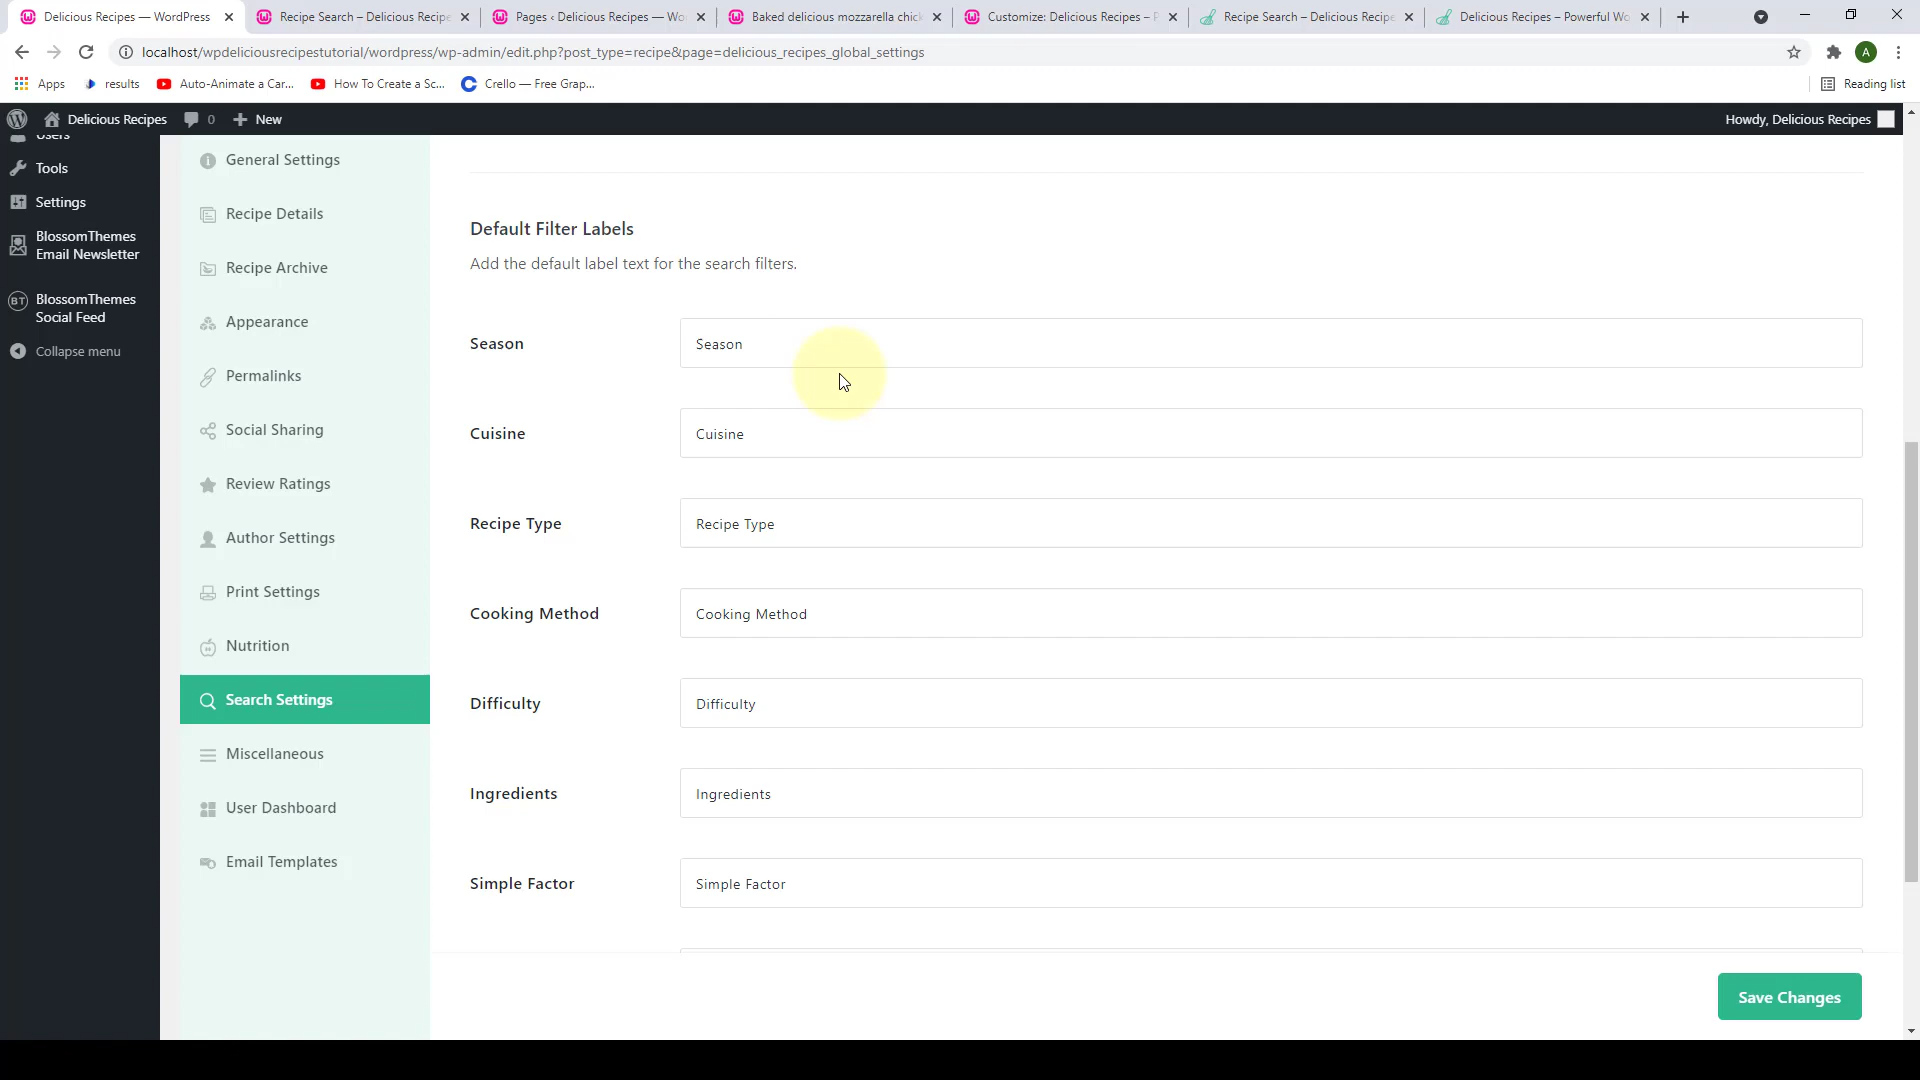 Delicious Recipes — WordPress
Recipe Search – Delicious Recipe
Pages ‹ Delicious Recipes — Wo
Baked delicious mozzarella chick
Customize: Delicious Recipes – P
Recipe Search – Delicious Recipe
Delicious Recipes – Powerful Wo
localhost/wpdeliciousrecipestutorial/wordpress/wp-admin/edit.php?post_type=recipe&page=delicious_recipes_global_settings
A
Apps
results
Auto-Animate a Car...
How To Create a Sc...
Crello — Free Grap...
Reading list
Delicious Recipes
0
New
Howdy, Delicious Recipes
Users
Tools
Settings
BlossomThemes
Email Newsletter
BT
BlossomThemes
Social Feed
Collapse menu
General Settings
Recipe Details
Recipe Archive
Appearance
Permalinks
Social Sharing
Review Ratings
Author Settings
Print Settings
Nutrition
Search Settings
Miscellaneous
User Dashboard
Email Templates
Default Filter Labels
Add the default label text for the search filters.
Season
Season
Cuisine
Cuisine
Recipe Type
Recipe Type
Cooking Method
Cooking Method
Difficulty
Difficulty
Ingredients
Ingredients
Simple Factor
Simple Factor
Save Changes